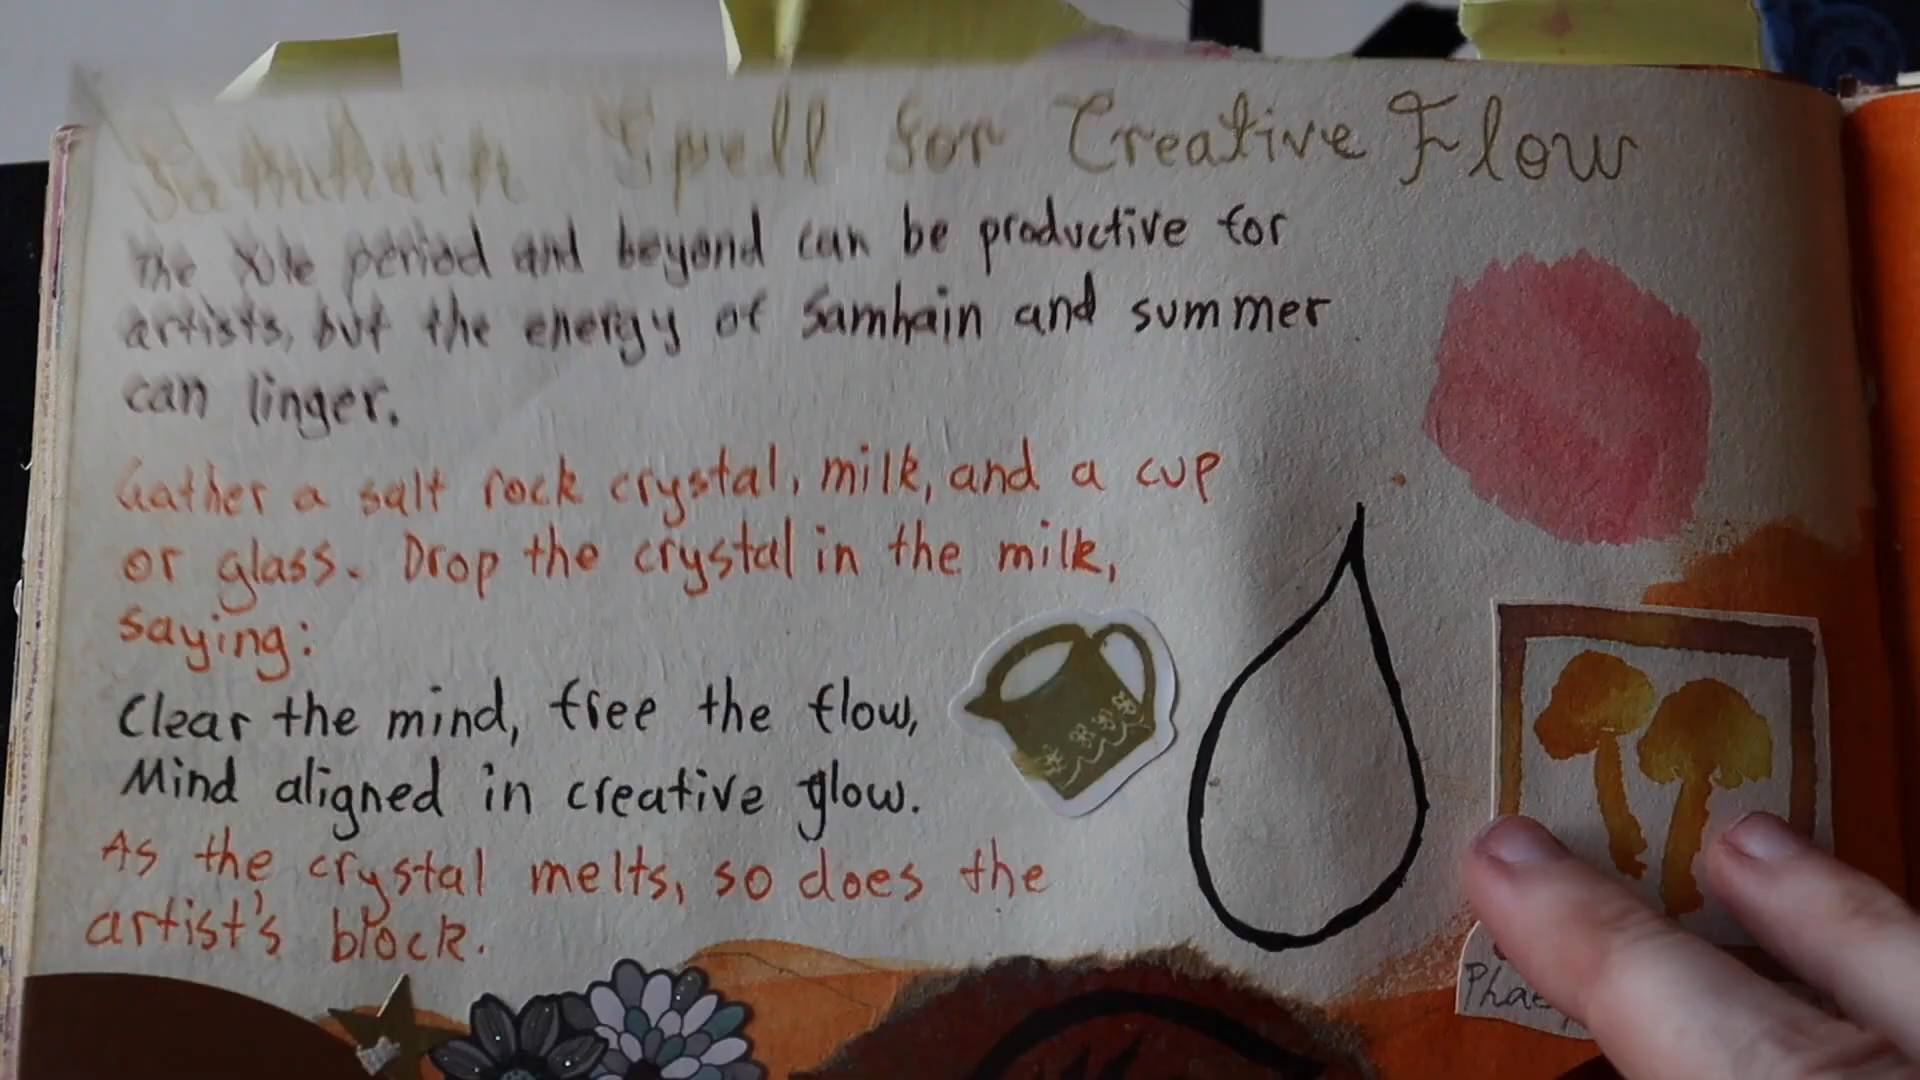 Samhain Spell for Creative Flow
The Yule period and beyond can be productive for
artists, but the energy of Samhain and summer
can linger.
Gather a salt rock crystal, milk, and a cup
or glass. Drop the crystal in the milk,
saying:
Clear the mind, free the flow,
Mind aligned in creative glow.
As the crystal melts, so does the
artist's block.